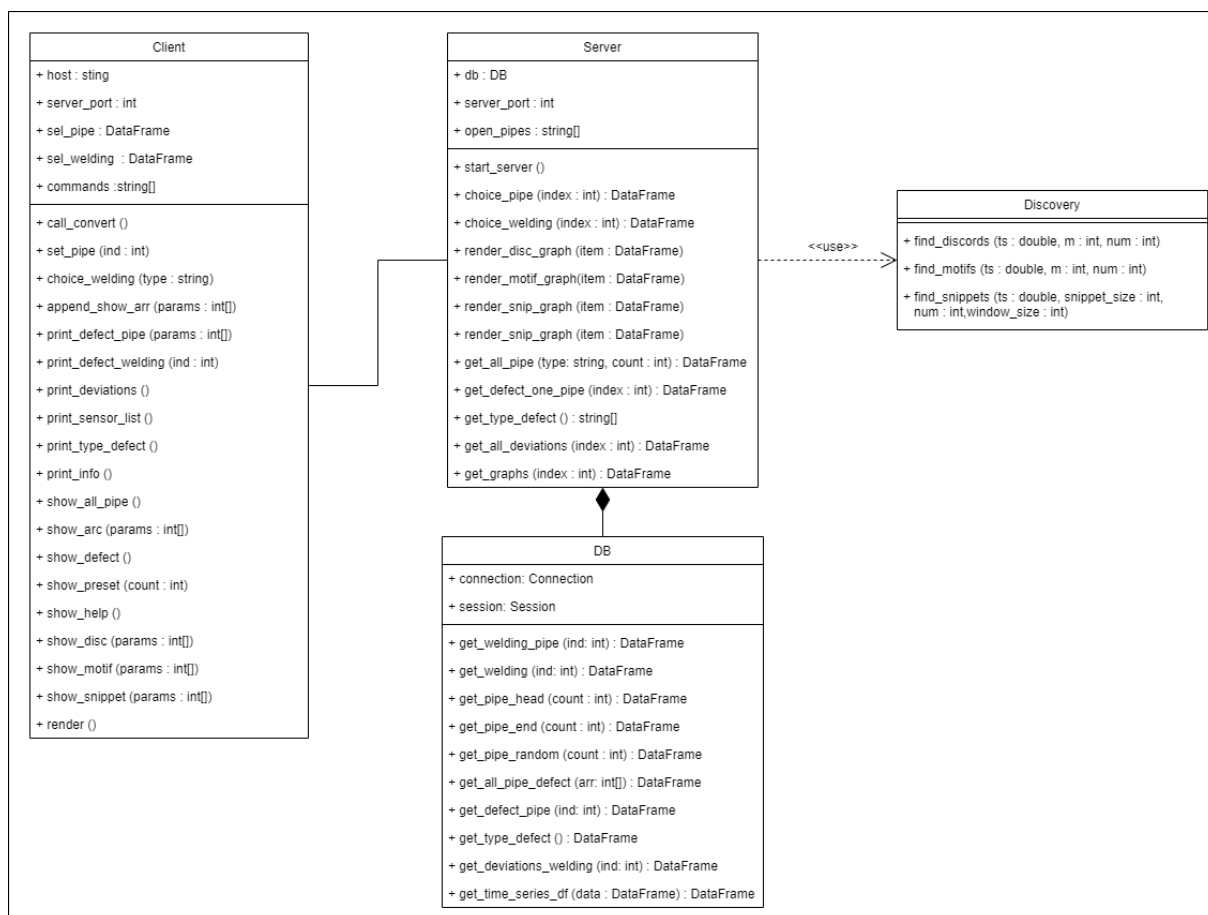 Client
+ host : sting
+ server_port : int
+ sel_pipe : DataFrame
+ sel_welding  : DataFrame
+ commands :string[]
+ call_convert ()
+ set_pipe (ind : int)
+ choice_welding (type : string)
+ append_show_arr (params : int[])
+ print_defect_pipe (params : int[])
+ print_defect_welding (ind : int)
+ print_deviations ()
+ print_sensor_list ()
+ print_type_defect ()
+ print_info ()
+ show_all_pipe ()
+ show_arc (params : int[])
+ show_defect ()
+ show_preset (count : int)
+ show_help ()
+ show_disc (params : int[])
+ show_motif (params : int[])
+ show_snippet (params : int[])
+ render ()
Server
+ db : DB
+ server_port : int
+ open_pipes : string[]
+ start_server ()
+ choice_pipe (index : int) : DataFrame
+ choice_welding (index : int) : DataFrame
+ render_disc_graph (item : DataFrame)
+ render_motif_graph(item : DataFrame)
+ render_snip_graph (item : DataFrame)
+ render_snip_graph (item : DataFrame)
+ get_all_pipe (type: string, count : int) : DataFrame
+ get_defect_one_pipe (index : int) : DataFrame
+ get_type_defect () : string[]
+ get_all_deviations (index : int) : DataFrame
+ get_graphs (index : int) : DataFrame
<<use>>
Discovery
+ find_discords (ts : double, m : int, num : int)
+ find_motifs (ts : double, m : int, num : int)
+ find_snippets (ts : double, snippet_size : int,
num : int,window_size : int)
DB
+ connection: Connection
+ session: Session
+ get_welding_pipe (ind: int) : DataFrame
+ get_welding (ind: int) : DataFrame
+ get_pipe_head (count : int) : DataFrame
+ get_pipe_end (count : int) : DataFrame
+ get_pipe_random (count : int) : DataFrame
+ get_all_pipe_defect (arr: int[]) : DataFrame
+ get_defect_pipe (ind: int) : DataFrame
+ get_type_defect () : DataFrame
+ get_deviations_welding (ind: int) : DataFrame
+ get_time_series_df (data : DataFrame) : DataFrame